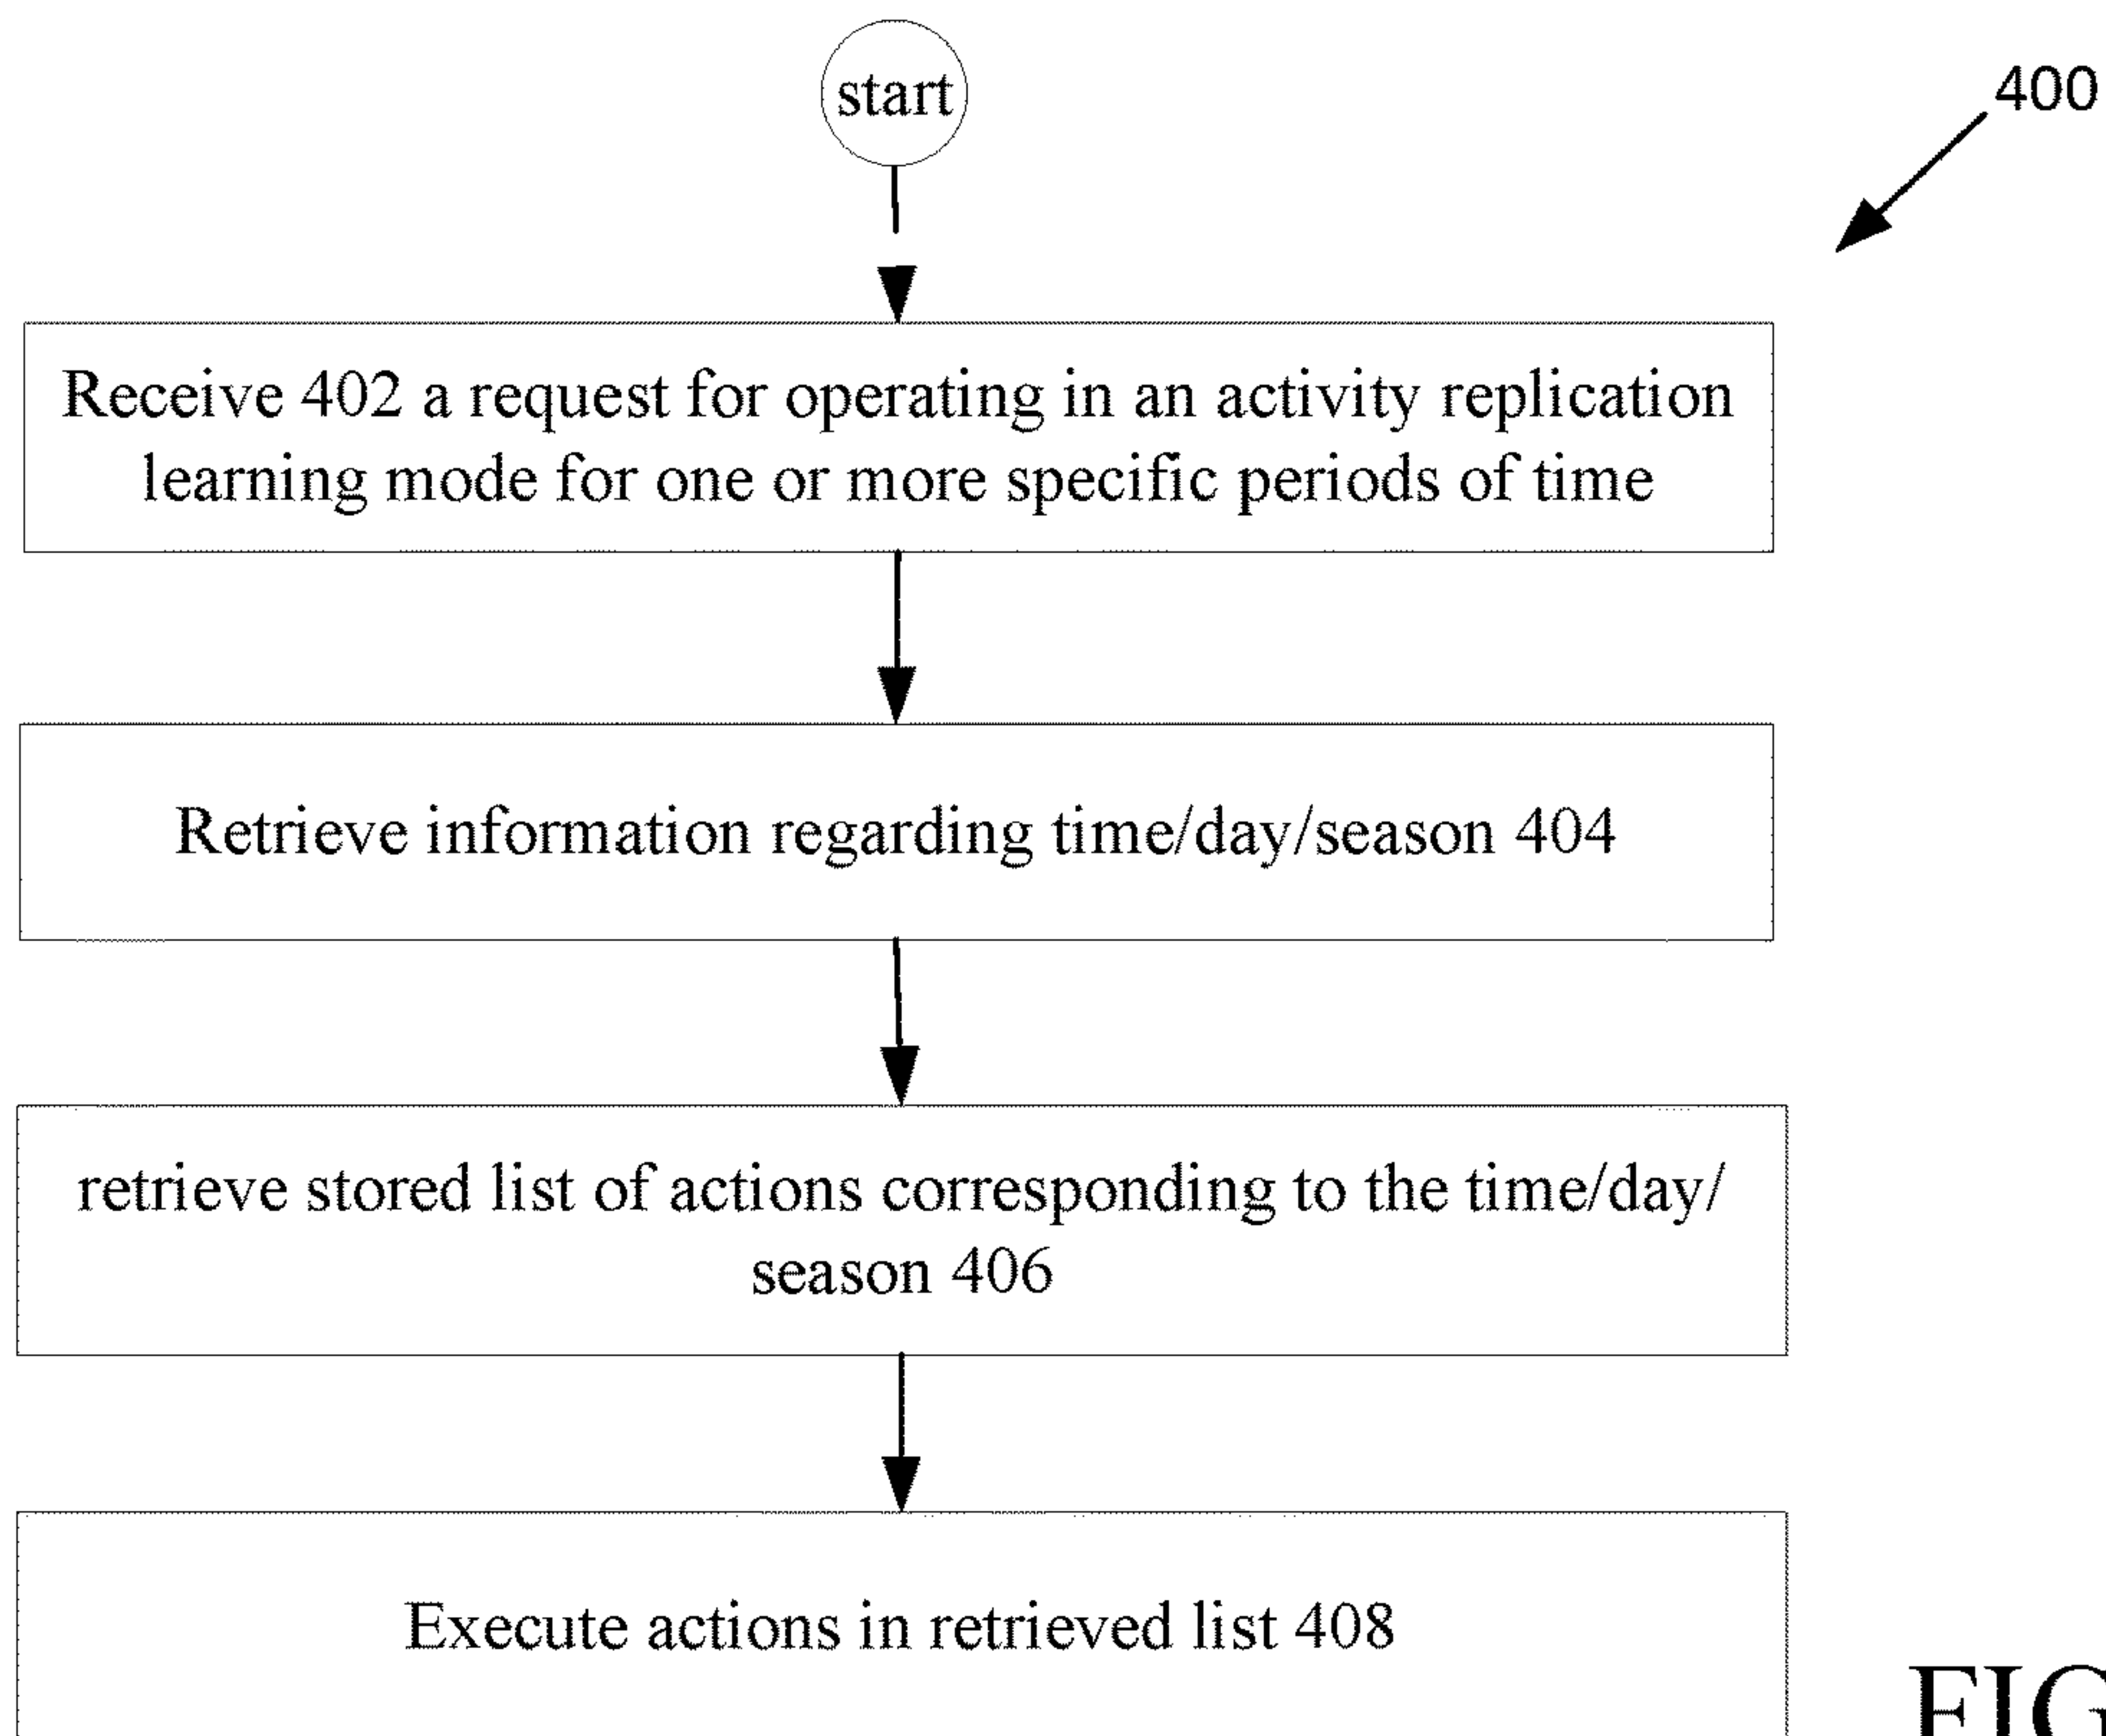 start
400
Receive 402 a request for operating in an activity replication
learning mode for one or more specific periods of time
Retrieve information regarding time/day/season 404
retrieve stored list of actions corresponding to the time/day/
season 406
Execute actions in retrieved list 408
FIG